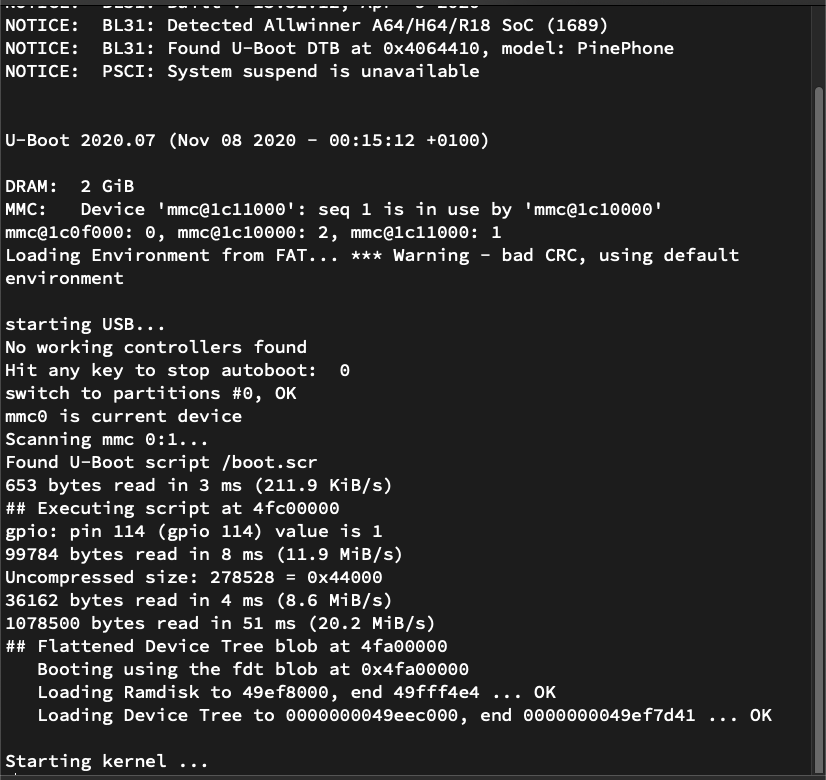 NOTICE:  BL31: Detected Allwinner A64/H64/R18 SoC (1689)
NOTICE:  BL31: Found U-Boot DTB at 0x4064410, model: PinePhone
NOTICE:  PSCI: System suspend is unavailable
U-Boot 2020.07 (Nov 08 2020 - 00:15:12 +0100)
DRAM:  2 GiB
MMC:   Device 'mmc@1c11000': seq 1 is in use by 'mmc@1c10000'
mmc@1c0f000: 0, mmc@1c10000: 2, mmc@1c11000: 1
Loading Environment from FAT... *** Warning - bad CRC, using default
environment
starting USB...
No working controllers found
Hit any key to stop autoboot:  0
switch to partitions #0, OK
mmc0 is current device
Scanning mmc 0:1...
Found U-Boot script /boot.scr
653 bytes read in 3 ms (211.9 KiB/s)
## Executing script at 4fc00000
gpio: pin 114 (gpio 114) value is 1
99784 bytes read in 8 ms (11.9 MiB/s)
Uncompressed size: 278528 = 0x44000
36162 bytes read in 4 ms (8.6 MiB/s)
1078500 bytes read in 51 ms (20.2 MiB/s)
## Flattened Device Tree blob at 4fa00000
   Booting using the fdt blob at 0x4fa00000
   Loading Ramdisk to 49ef8000, end 49fff4e4 ... OK
   Loading Device Tree to 0000000049eec000, end 0000000049ef7d41 ... OK
Starting kernel ...